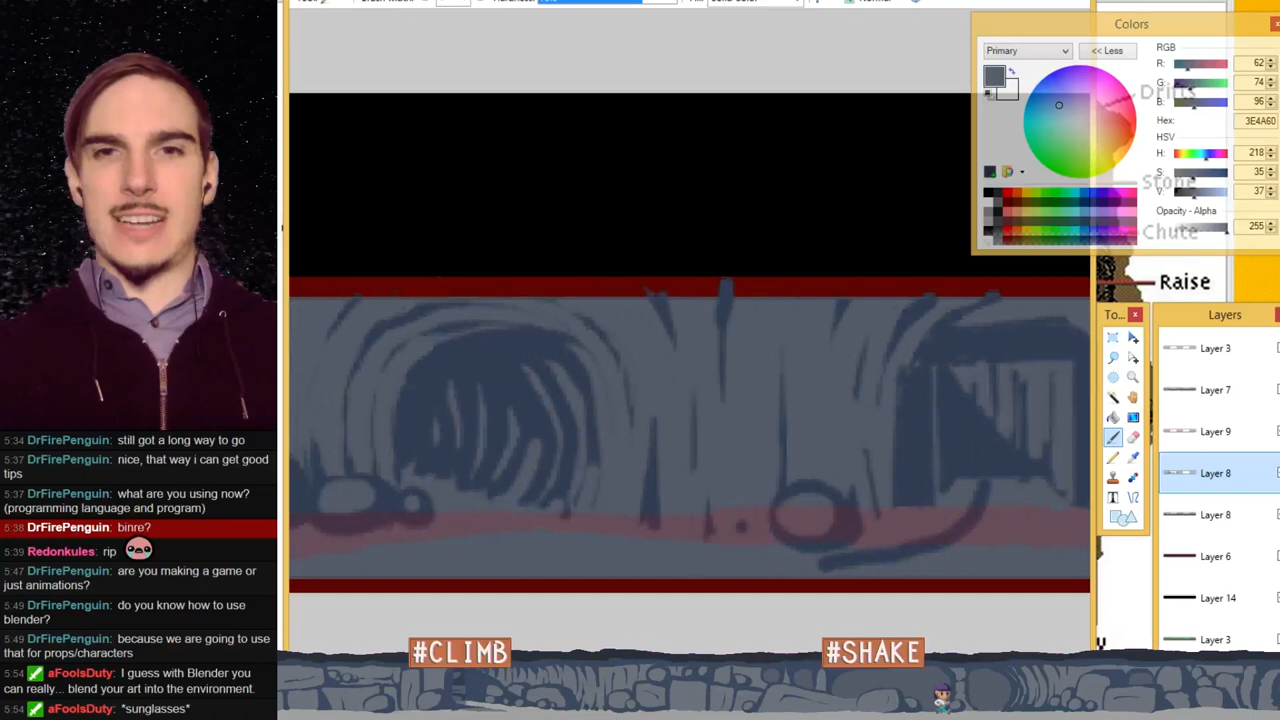 Colors
Primary
<< Less
RGB
R:
62
G:
74
B:
96
Hex:
3E4A60
HSV
H:
218
S:
35
V:
37
Opacity - Alpha
255
Drifts
Stone
Chute
Raise
To...
Layers
Layer 3
Layer 7
Layer 9
Layer 8
Layer 8
Layer 6
Layer 14
Layer 3
5:34 DrFirePenguin: still got a long way to go
5:37 DrFirePenguin: nice, that way i can get good
tips
5:37 DrFirePenguin: what are you using now?
(programming language and program)
5:38 DrFirePenguin: binre?
5:39 Redonkules: rip
5:47 DrFirePenguin: are you making a game or
just animations?
5:49 DrFirePenguin: do you know how to use
blender?
5:49 DrFirePenguin: because we are going to use
that for props/characters
5:54 aFoolsDuty: I guess with Blender you
can really... blend your art into the environment.
5:54 aFoolsDuty: *sunglasses*
#CLIMB
#SHAKE